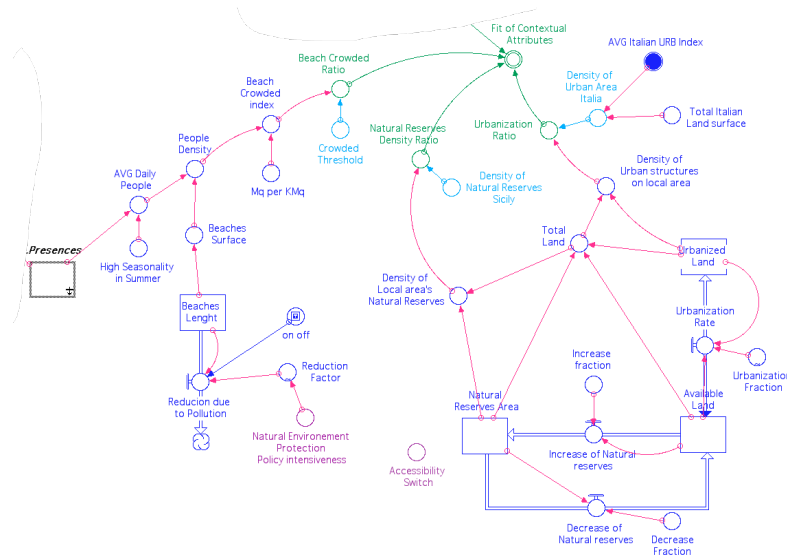 Fit of Contextual
Attributes
AVG Italian URB Index
Beach Crowded
Ratio
Density of
Urban Area
Italia
Beach
Crowded
index
Total Italian
Land surface
Natural Reserves
Density Ratio
Urbanization
Ratio
People
Density
Crowded
Threshold
Density of
Urban structures
on local area
AVG Daily
People
Mq per KMq
Density of
Natural Reserves
Sicily
.Presences
High Seasonality
in Summer
Beaches
Surface
Total
Land
Urbanized
Land
Density of
Local area's
Natural Reserves
Beaches
Lenght
on off
Urbanization
Rate
Reduction
Factor
Increase
fraction
Urbanization
Fraction
Reducion due
to Pollution
Natural
Reserves Area
Available
Land
Natural Environement
Protection
Policy intensiveness
Accessibility
Switch
Increase of Natural
reserves
Decrease of
Natural reserves
Decrease
Fraction